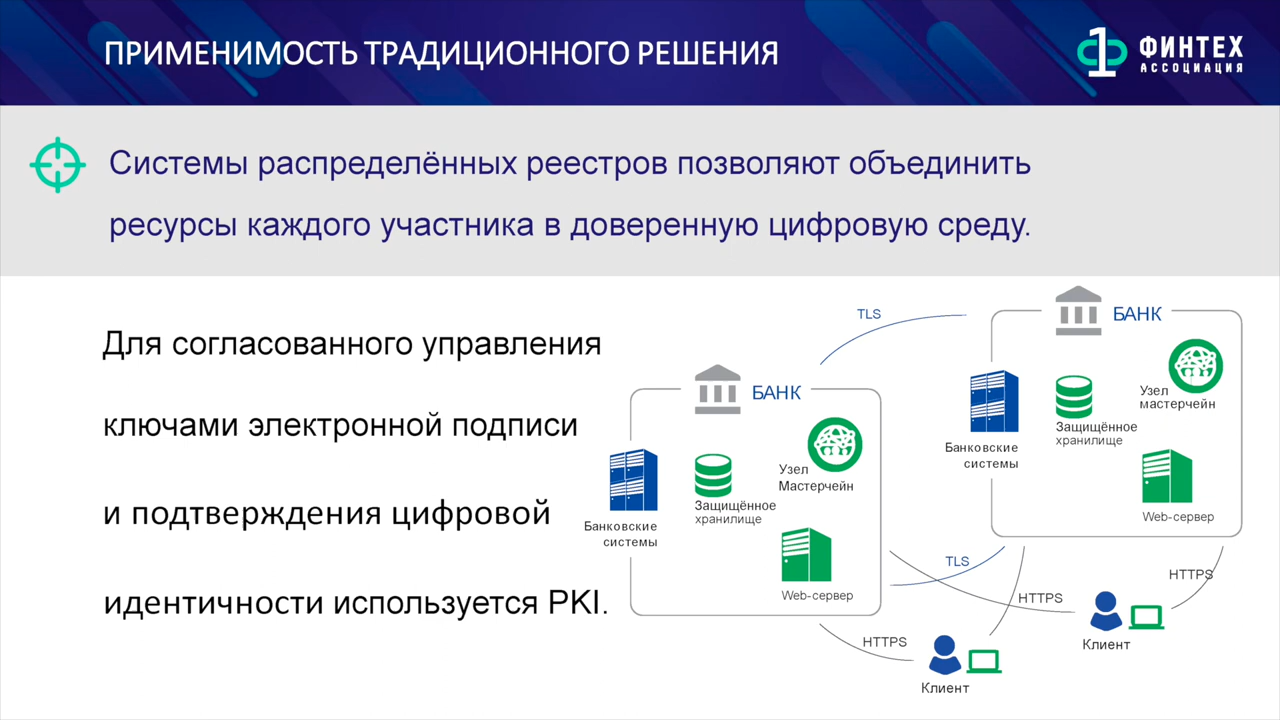 ПРИМЕНИМОСТЬ ТРАДИЦИОННОГО РЕШЕНИЯ
ФИНТЕХ
АССОЦИАЦИЯ
Системы распределённых реестров позволяют объединить
ресурсы каждого участника в доверенную цифровую среду.
Для согласованного управления
ключами электронной подписи
и подтверждения цифровой
идентичности используется PKI.
TLS
БАНК
Узел
мастерчейн
Защищённое
хранилище
Банковские
системы
Web-сервер
БАНК
Узел
Мастерчейн
Защищённое
хранилище
Банковские
системы
Web-сервер
TLS
HTTPS
HTTPS
HTTPS
Клиент
Клиент